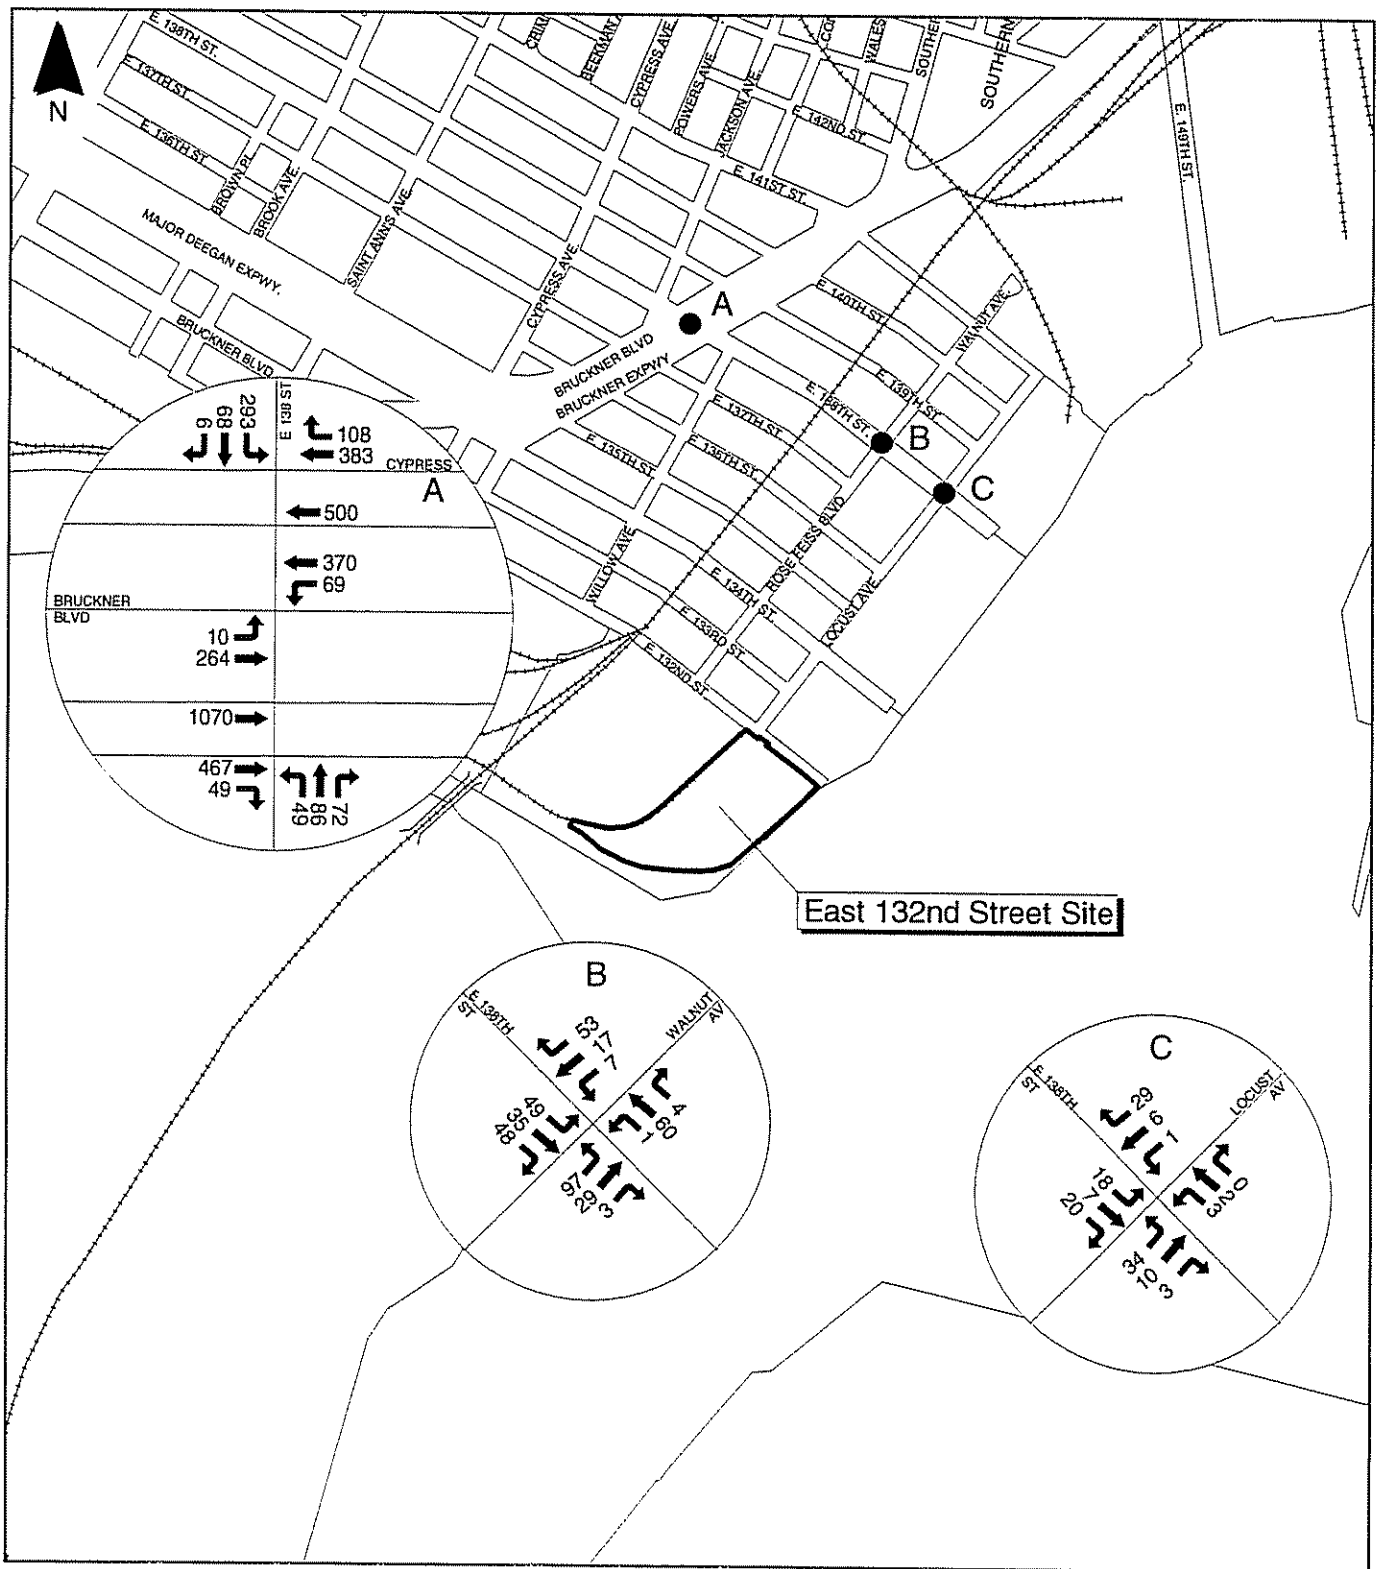 N
E. 138TH ST.
E. 137TH ST.
E. 136TH ST
BROWN PL
BROOK AVE.
SAINT ANN'S AVE
MAJOR DEEGAN EXPWY.
BRUCKNER BLVD
CYPRESS AVE
BEEKMAN A
CYPRESS AVE
POWERS AVE.
JACKSON AVE.
WALES
SOUTHER
SOUTHERN
E. 142ND ST
E. 141ST ST.
E. 149TH ST.
A
BRUCKNER BLVD
BRUCKNER EXPWY
E. 140TH ST.
WALNUT AVE.
E. 139TH ST
E. 138TH ST.
B
C
E. 137TH ST
E. 136TH ST
E. 135TH ST
WILLOW AVE
ROSE FEISS BLVD
LOCUST AVE.
E. 134TH ST.
E. 133RD ST
E. 132ND ST
East 132nd Street Site
A
E 138 ST
CYPRESS
BRUCKNER
BLVD
6
68
293
108
383
500
370
69
10
264
1070
467
49
49
86
72
B
E 138TH
ST
WALNUT
AV
53
17
7
4
60
1
49
35
48
97
29
3
C
E 138TH
ST
LOCUST
AV
29
6
1
0
2
3
18
7
20
34
10
3